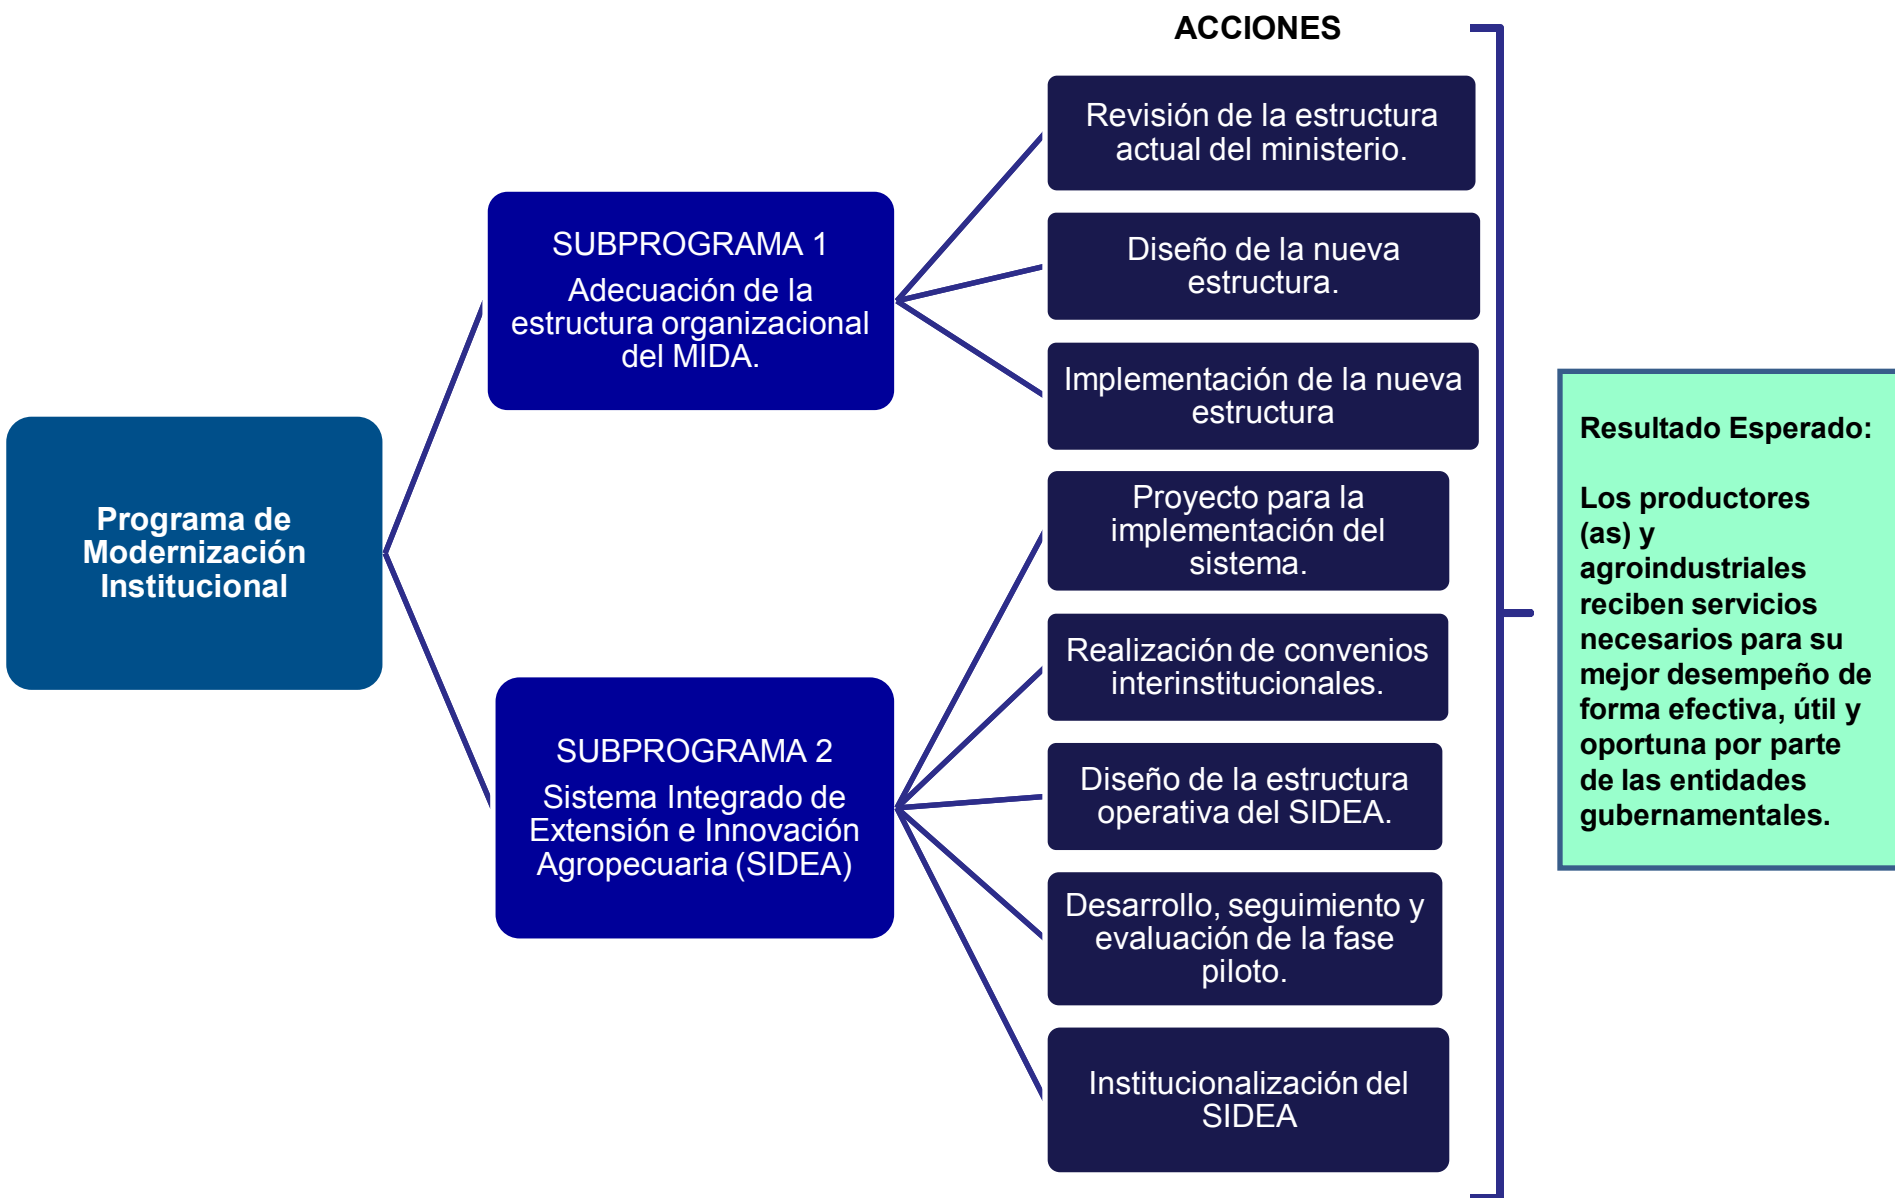 ACCIONES
Programa de
Modernización
Institucional
SUBPROGRAMA 1
Adecuación de la
estructura organizacional
del MIDA.
Revisión de la estructura
actual del ministerio.
Diseño de la nueva
estructura.
Implementación de la nueva
estructura
SUBPROGRAMA 2
Sistema Integrado de
Extensión e Innovación
Agropecuaria (SIDEA)
Proyecto para la
implementación del
sistema.
Realización de convenios
interinstitucionales.
Diseño de la estructura
operativa del SIDEA.
Desarrollo, seguimiento y
evaluación de la fase
piloto.
Institucionalización del
SIDEA
Resultado Esperado:
Los productores
(as) y
agroindustriales
reciben servicios
necesarios para su
mejor desempeño de
forma efectiva, útil y
oportuna por parte
de las entidades
gubernamentales.